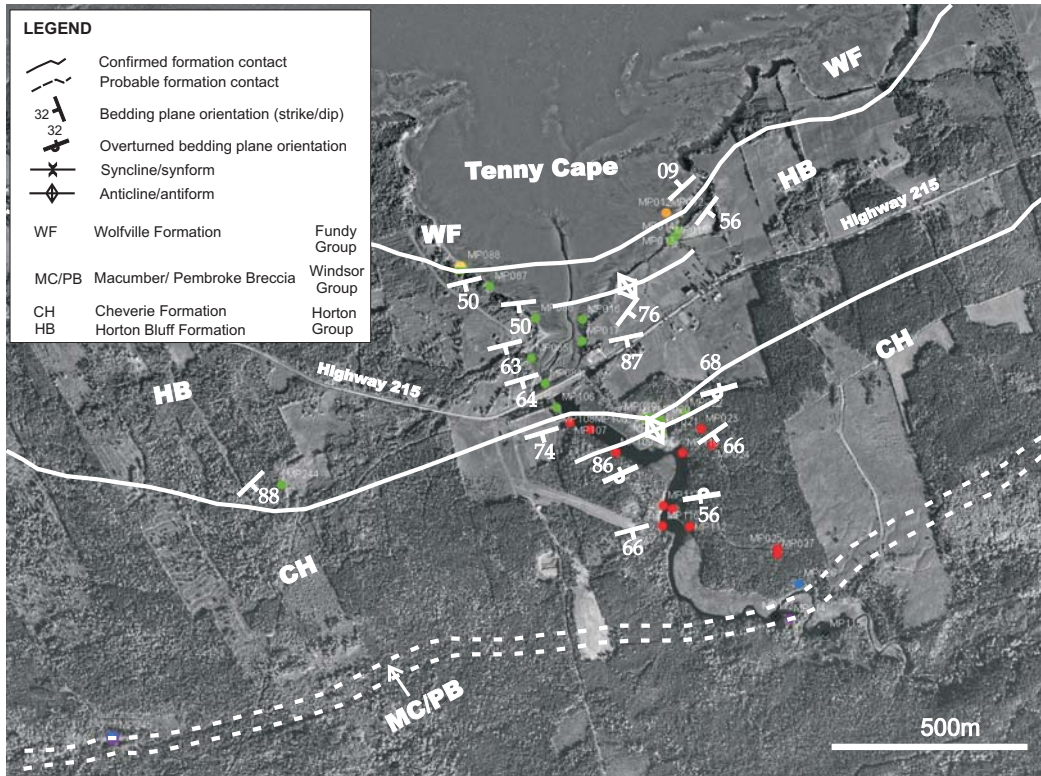 LEGEND
Confirmed formation contact
Probable formation contact
32 Bedding plane orientation (strike/dip)
32
Overturned bedding plane orientation
Syncline/synform
Anticline/antiform
WF Wolfville Formation Fundy Group
MC/PB Macumber/ Pembroke Breccia Windsor Group
CH Cheverie Formation Horton
HB Horton Bluff Formation Group
WF
Tenny Cape
09
HB
MP012
56
Highway 215
WF
MP088
MP087
50
50
76
87
63
64
68
CH
HB
Highway 215
74
86
66
88
56
66
CH
MC/PB
500m